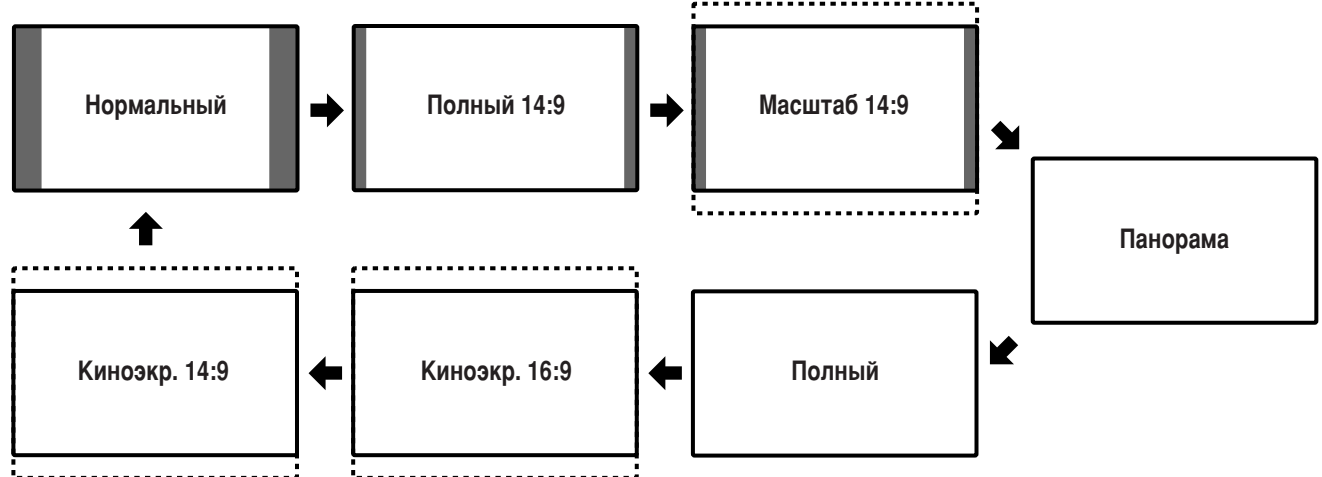 Нормальный
Полный 14:9
Масштаб 14:9
Панорама
Полный
Киноэкр. 16:9
Киноэкр. 14:9